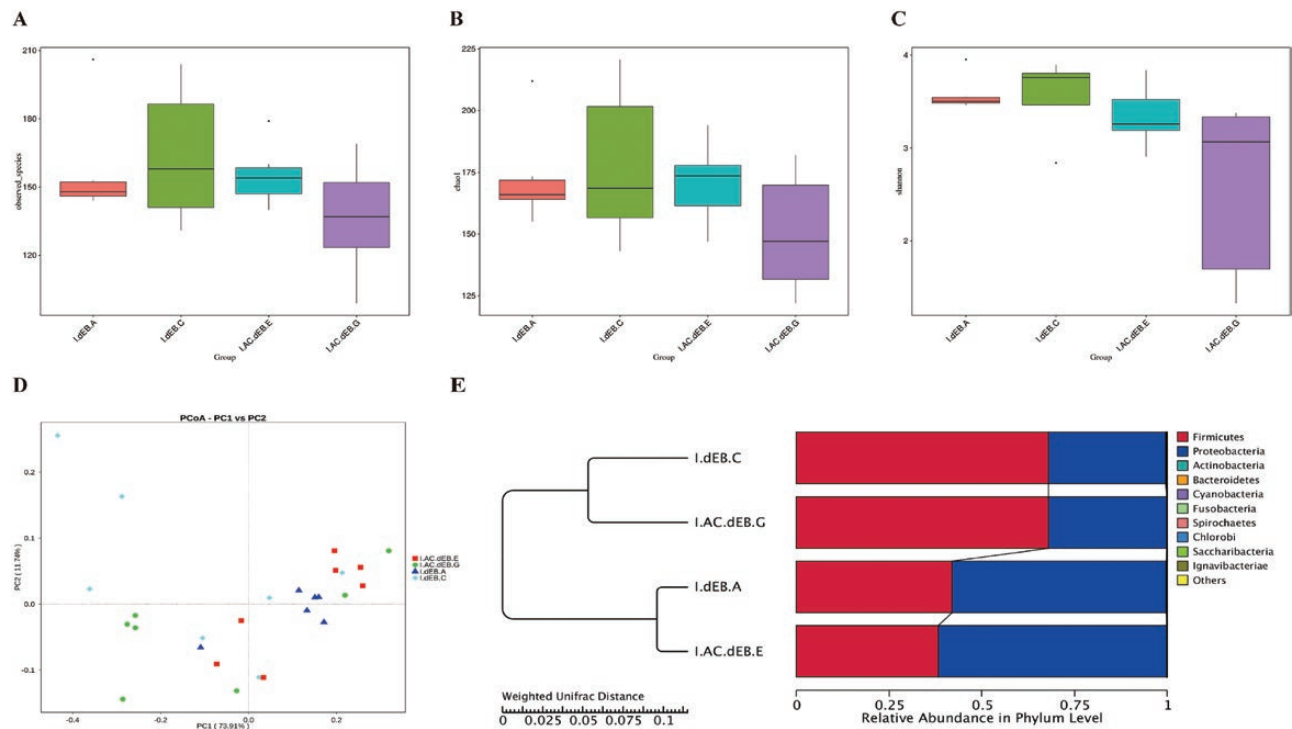 A
210
180
150
120
observed_species
I.dEB.A
I.dEB.C
I.AC.dEB.E
I.AC.dEB.G
Group
B
225
200
175
150
125
chao1
I.dEB.A
I.dEB.C
I.AC.dEB.E
I.AC.dEB.G
Group
C
4
3
2
shannon
I.dEB.A
I.dEB.C
I.AC.dEB.E
I.AC.dEB.G
Group
D
PCoA - PC1 vs PC2
0.2
0.1
0.0
-0.1
PC2 ( 11.74% )
-0.4
-0.2
0.0
0.2
PC1 ( 73.91% )
I.AC.dEB.E
I.AC.dEB.G
I.dEB.A
I.dEB.C
E
I.dEB.C
I.AC.dEB.G
I.dEB.A
I.AC.dEB.E
Weighted Unifrac Distance
0 0.025 0.05 0.075 0.1
0 0.25 0.5 0.75 1
Relative Abundance in Phylum Level
Firmicutes
Proteobacteria
Actinobacteria
Bacteroidetes
Cyanobacteria
Fusobacteria
Spirochaetes
Chlorobi
Saccharibacteria
Ignavibacteriae
Others